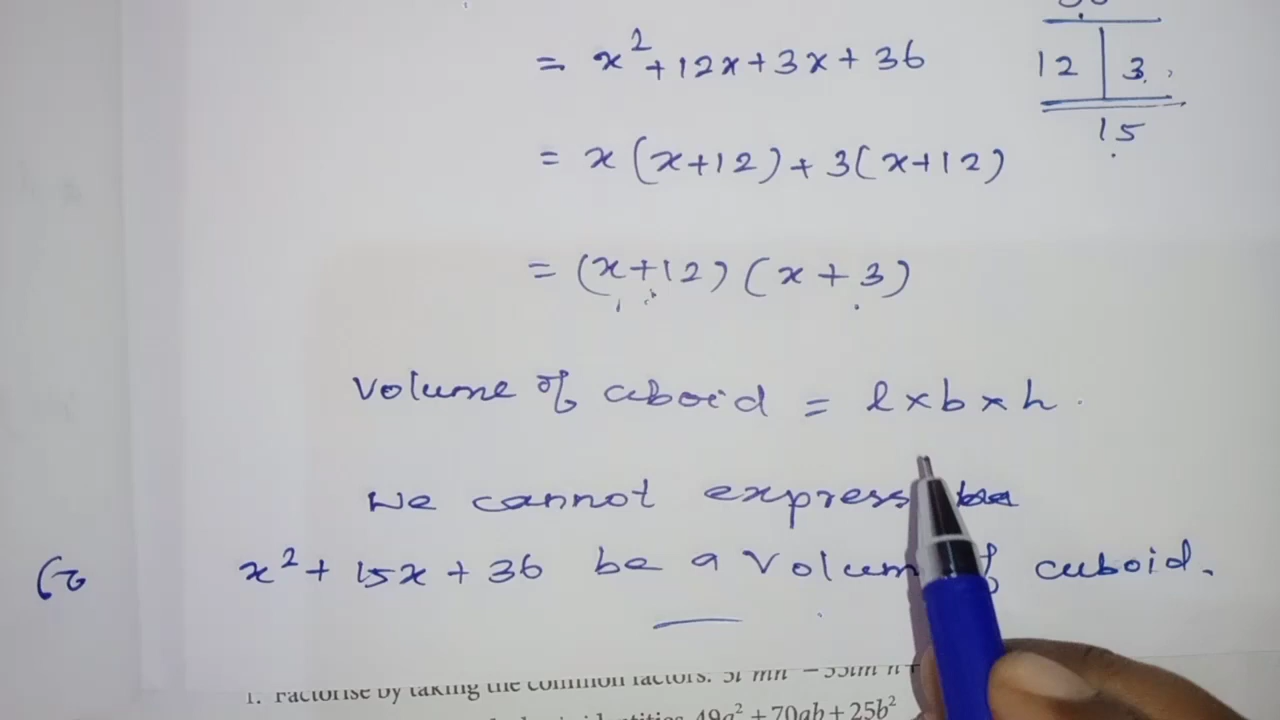 = x² + 12x + 3x + 36
12 | 3
15
= x (x+12) + 3(x+12)
= (x+12) (x+3)
Volume of cuboid = l × b × h.
We cannot express
x² + 15x + 36 be a Volum of cuboid.
1. Factorise by taking the common factors.
49a² + 70ab + 25b²